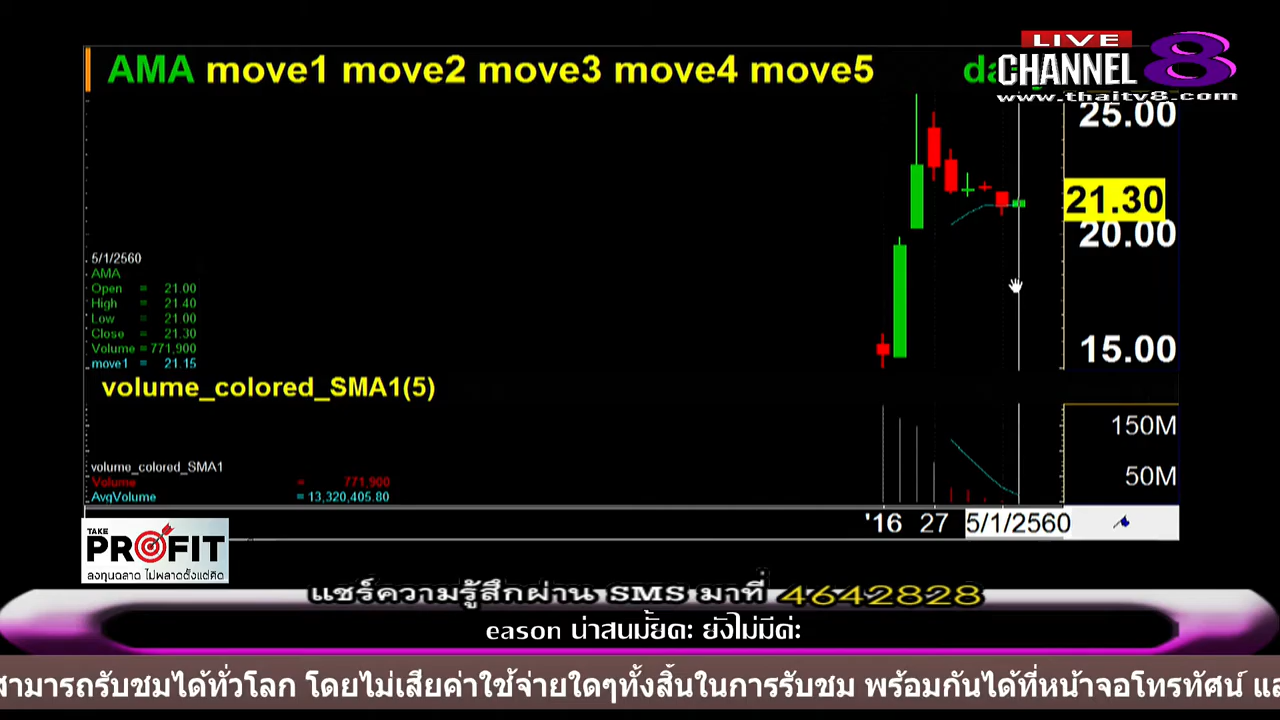 LIVE
CHANNEL 8
www.thaitv8.com
AMA move1 move2 move3 move4 move5
25.00
21.30
20.00
15.00
5/1/2560
AMA
Open = 21.00
High = 21.40
Low = 21.00
Close = 21.30
Volume = 771,900
move1 = 21.15
volume_colored_SMA1(5)
150M
50M
volume_colored_SMA1
Volume = 771,900
AvgVolume = 13,320,405.80
'16 27 5/1/2560
TAKE
PROFIT
ลงทุนฉลาด ไม่พลาดตั้งแต่คิด
แชร์ความรู้สึกผ่าน SMS มาที่ 4642828
eason น่าสนมั้ยคะ ยังไม่มีค่ะ
สามารถรับชมได้ทั่วโลก โดยไม่เสียค่าใช้จ่ายใดๆทั้งสิ้นในการรับชม พร้อมกันได้ที่หน้าจอโทรทัศน์ และ